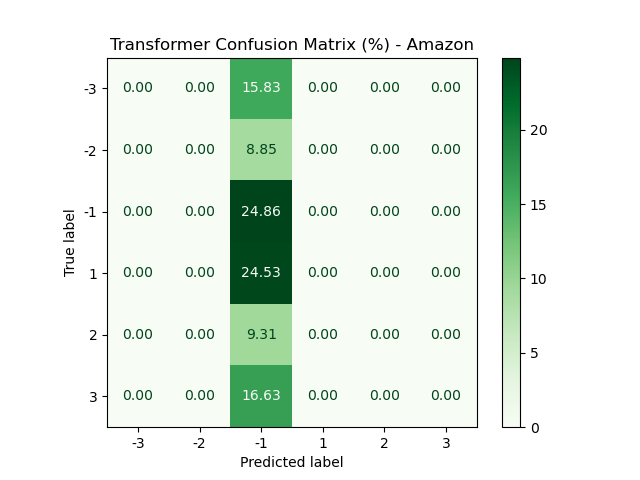 Transformer Confusion Matrix (%) - Amazon
True label
-3 0.00 0.00 15.83 0.00 0.00 0.00
-2 0.00 0.00 8.85 0.00 0.00 0.00
-1 0.00 0.00 24.86 0.00 0.00 0.00
1 0.00 0.00 24.53 0.00 0.00 0.00
2 0.00 0.00 9.31 0.00 0.00 0.00
3 0.00 0.00 16.63 0.00 0.00 0.00
-3 -2 -1 1 2 3
Predicted label
20
15
10
5
0